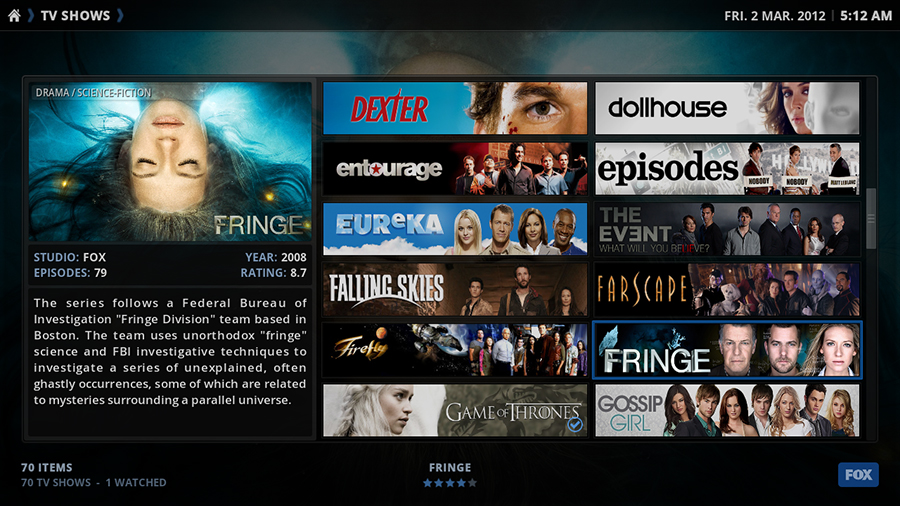 TV SHOWS
FRI. 2 MAR. 2012 | 5:12 AM
DRAMA / SCIENCE-FICTION
FRINGE
STUDIO: FOX
YEAR: 2008
EPISODES: 79
RATING: 8.7
The series follows a Federal Bureau of
Investigation "Fringe Division" team based in
Boston. The team uses unorthodox "fringe"
science and FBI investigative techniques to
investigate a series of unexplained, often
ghastly occurrences, some of which are related
to mysteries surrounding a parallel universe.
DEXTER
dollhouse
entourage
episodes
HOLLYW
NOBODY
NOBODY
MATT LEBLANC
EUReKA
THE
EVENT
WHAT WILL YOU BELIEVE?
FALLING SKIES
FARSCAPE
Firefly
FRINGE
GAME OF THRONES
GOSSIP
GIRL
70 ITEMS
70 TV SHOWS - 1 WATCHED
FRINGE
FOX